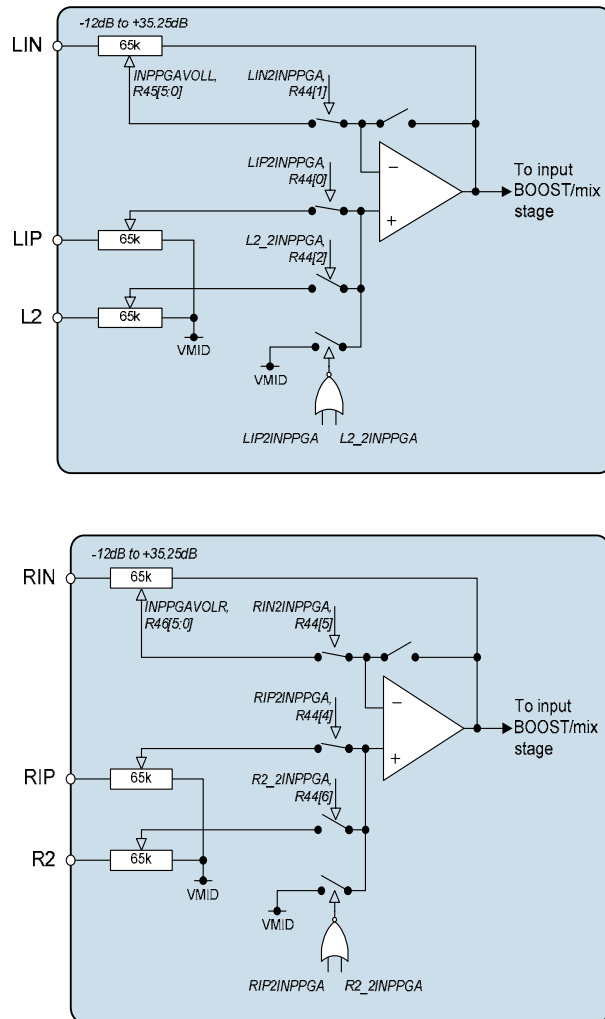 -12dB to +35.25dB
LIN
65k
INPPGAVOLL,
R45[5:0]
LIN2INPPGA,
R44[1]
LIP2INPPGA,
R44[0]
To input
BOOST/mix
stage
−
+
LIP
65k
L2_2INPPGA,
R44[2]
L2
65k
VMID
VMID
LIP2INPPGA L2_2INPPGA
-12dB to +35.25dB
RIN
65k
INPPGAVOLR,
R46[5:0]
RIN2INPPGA,
R44[5]
RIP2INPPGA,
R44[4]
To input
BOOST/mix
stage
−
+
RIP
65k
R2_2INPPGA,
R44[6]
R2
65k
VMID
VMID
RIP2INPPGA R2_2INPPGA